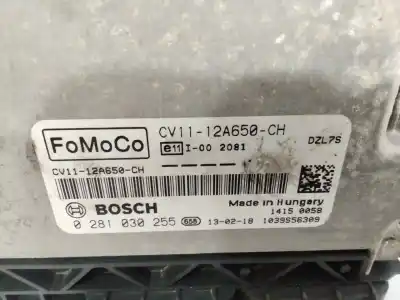 FoMoCo CV11-12A650-CH
e11 I-00 2081 DZL7S
CV11-12A650-CH
BOSCH Made in Hungary
1415 0058
0 281 030 255 658 13-02-18 1039S56309